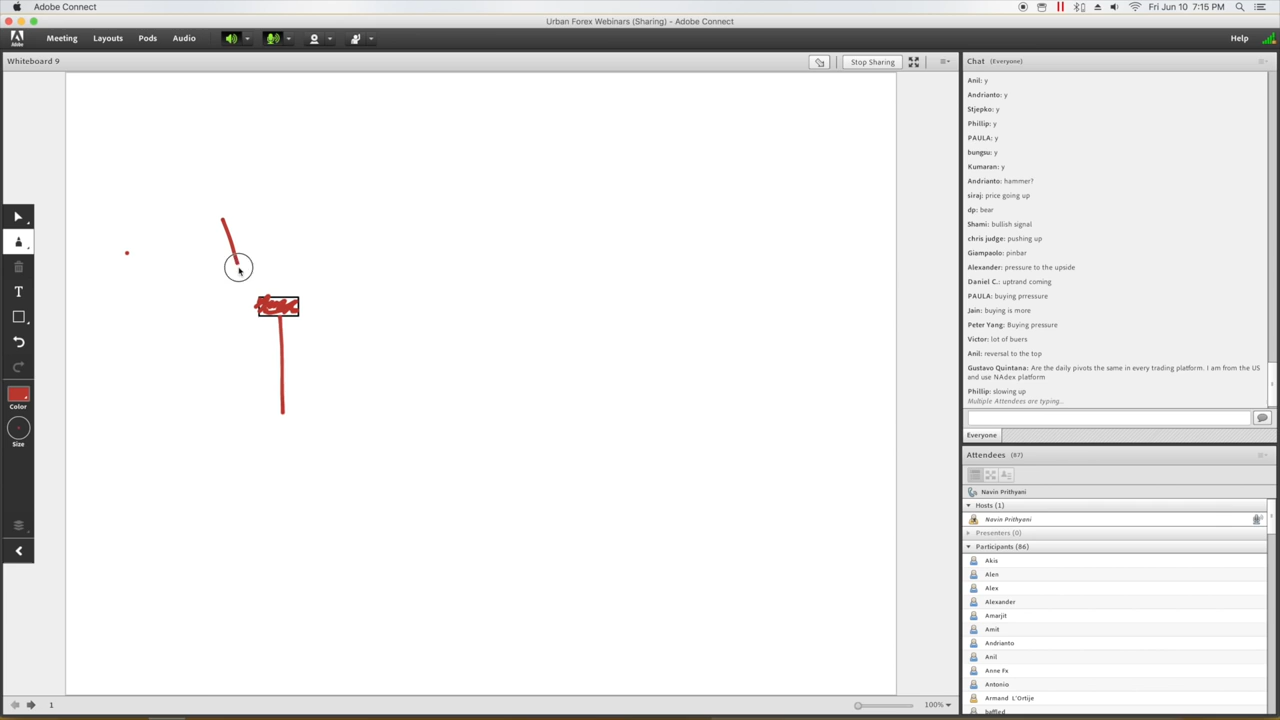 Adobe Connect
Fri Jun 10 7:15 PM
Urban Forex Webinars (Sharing) - Adobe Connect
Adobe
Meeting Layouts Pods Audio
Help
Whiteboard 9
Stop Sharing
T
Color
Size
1
100%
Chat (Everyone)
Anil: y
Andrianto: y
Stjepko: y
Phillip: y
PAULA: y
bungsu: y
Kumaran: y
Andrianto: hammer?
siraj: price going up
dp: bear
Shami: bullish signal
chris judge: pushing up
Giampaolo: pinbar
Alexander: pressure to the upside
Daniel C.: uptrand coming
PAULA: buying prressure
Jain: buying is more
Peter Yang: Buying pressure
Victor: lot of buers
Anil: reversal to the top
Gustavo Quintana: Are the daily pivots the same in every trading platform. I am from the US
and use NAdex platform
Phillip: slowing up
Multiple Attendees are typing...
Everyone
Attendees (87)
Navin Prithyani
Hosts (1)
Navin Prithyani
Presenters (0)
Participants (86)
Akis
Alen
Alex
Alexander
Amarjit
Amit
Andrianto
Anil
Anne Fx
Antonio
Armand L'Ortije
baffled